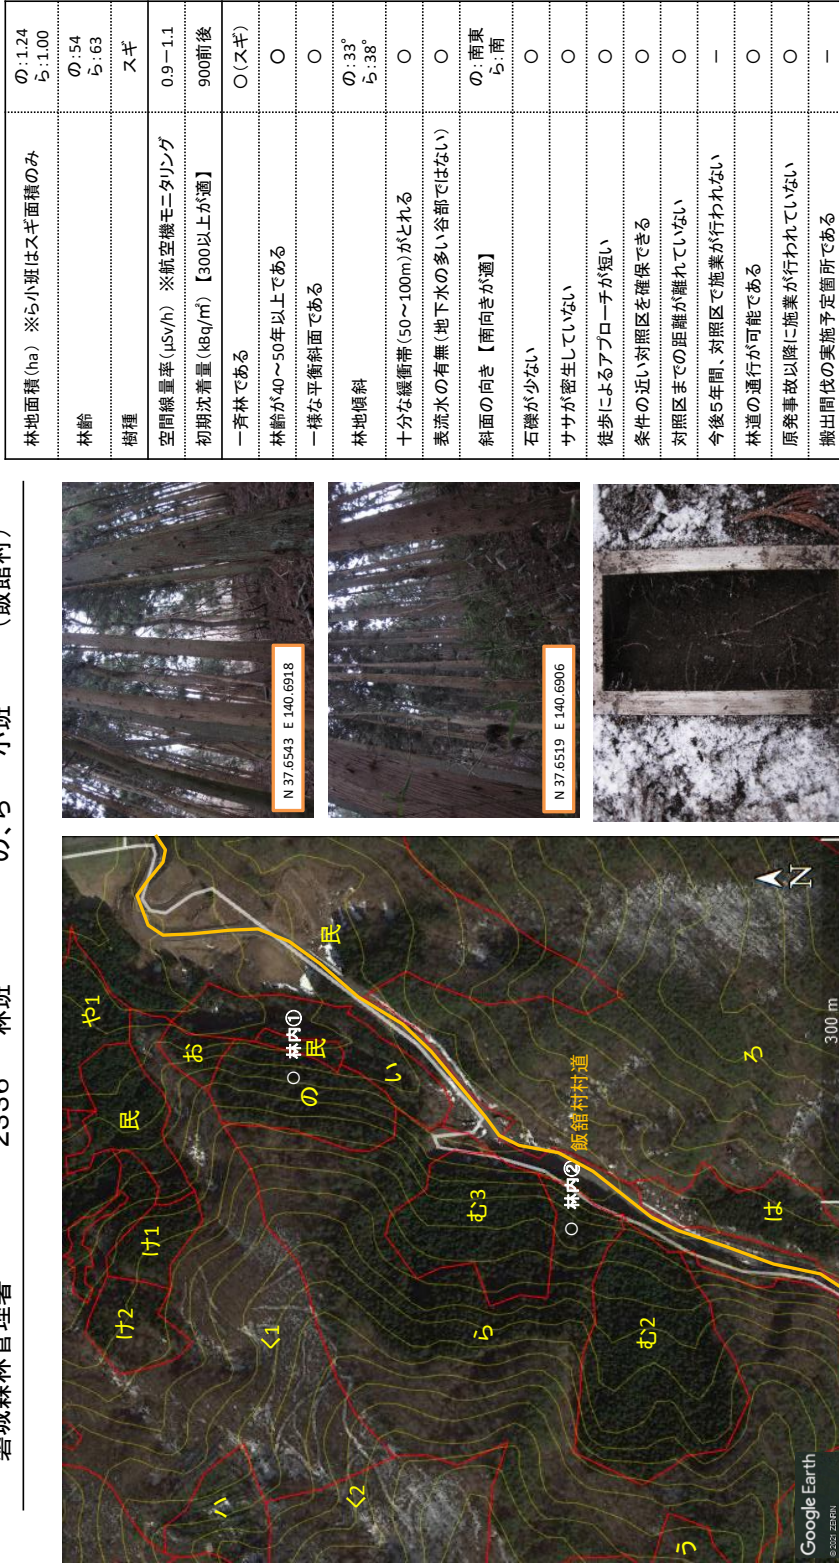 磐城森林管理署 2336 林班 の、ら 小班 (飯舘村)
や1
民
お
林内①
民
民
の
い
け1
け2
む3
林内②
飯舘村村道
く1
ら
は
ろ
む2
ハ
く2
う
N
300 m
Google Earth
© 2021 ZENRIN
N 37.6543 E 140.6918
N 37.6519 E 140.6906
林地面積(ha) ※ら小班はスギ面積のみ の:1.24 ら:1.00
林齢 の:54 ら:63
樹種 スギ
空間線量率(μSv/h) ※航空機モニタリング 0.9－1.1
初期沈着量(kBq/㎡)【300以上が適】 900前後
一斉林である 〇(スギ)
林齢が40～50年以上である 〇
一様な平衡斜面である 〇
林地傾斜 の:33° ら:38°
十分な緩衝帯(50～100m)がとれる 〇
表流水の有無(地下水の多い谷部ではない) 〇
斜面の向き【南向きが適】 の:南東 ら:南
石礫が少ない 〇
ササが密生していない 〇
徒歩によるアプローチが短い 〇
条件の近い対照区を確保できる 〇
対照区までの距離が離れていない 〇
今後5年間、対照区で施業が行われない －
林道の通行が可能である 〇
原発事故以降に施業が行われていない 〇
搬出間伐の実施予定箇所である －